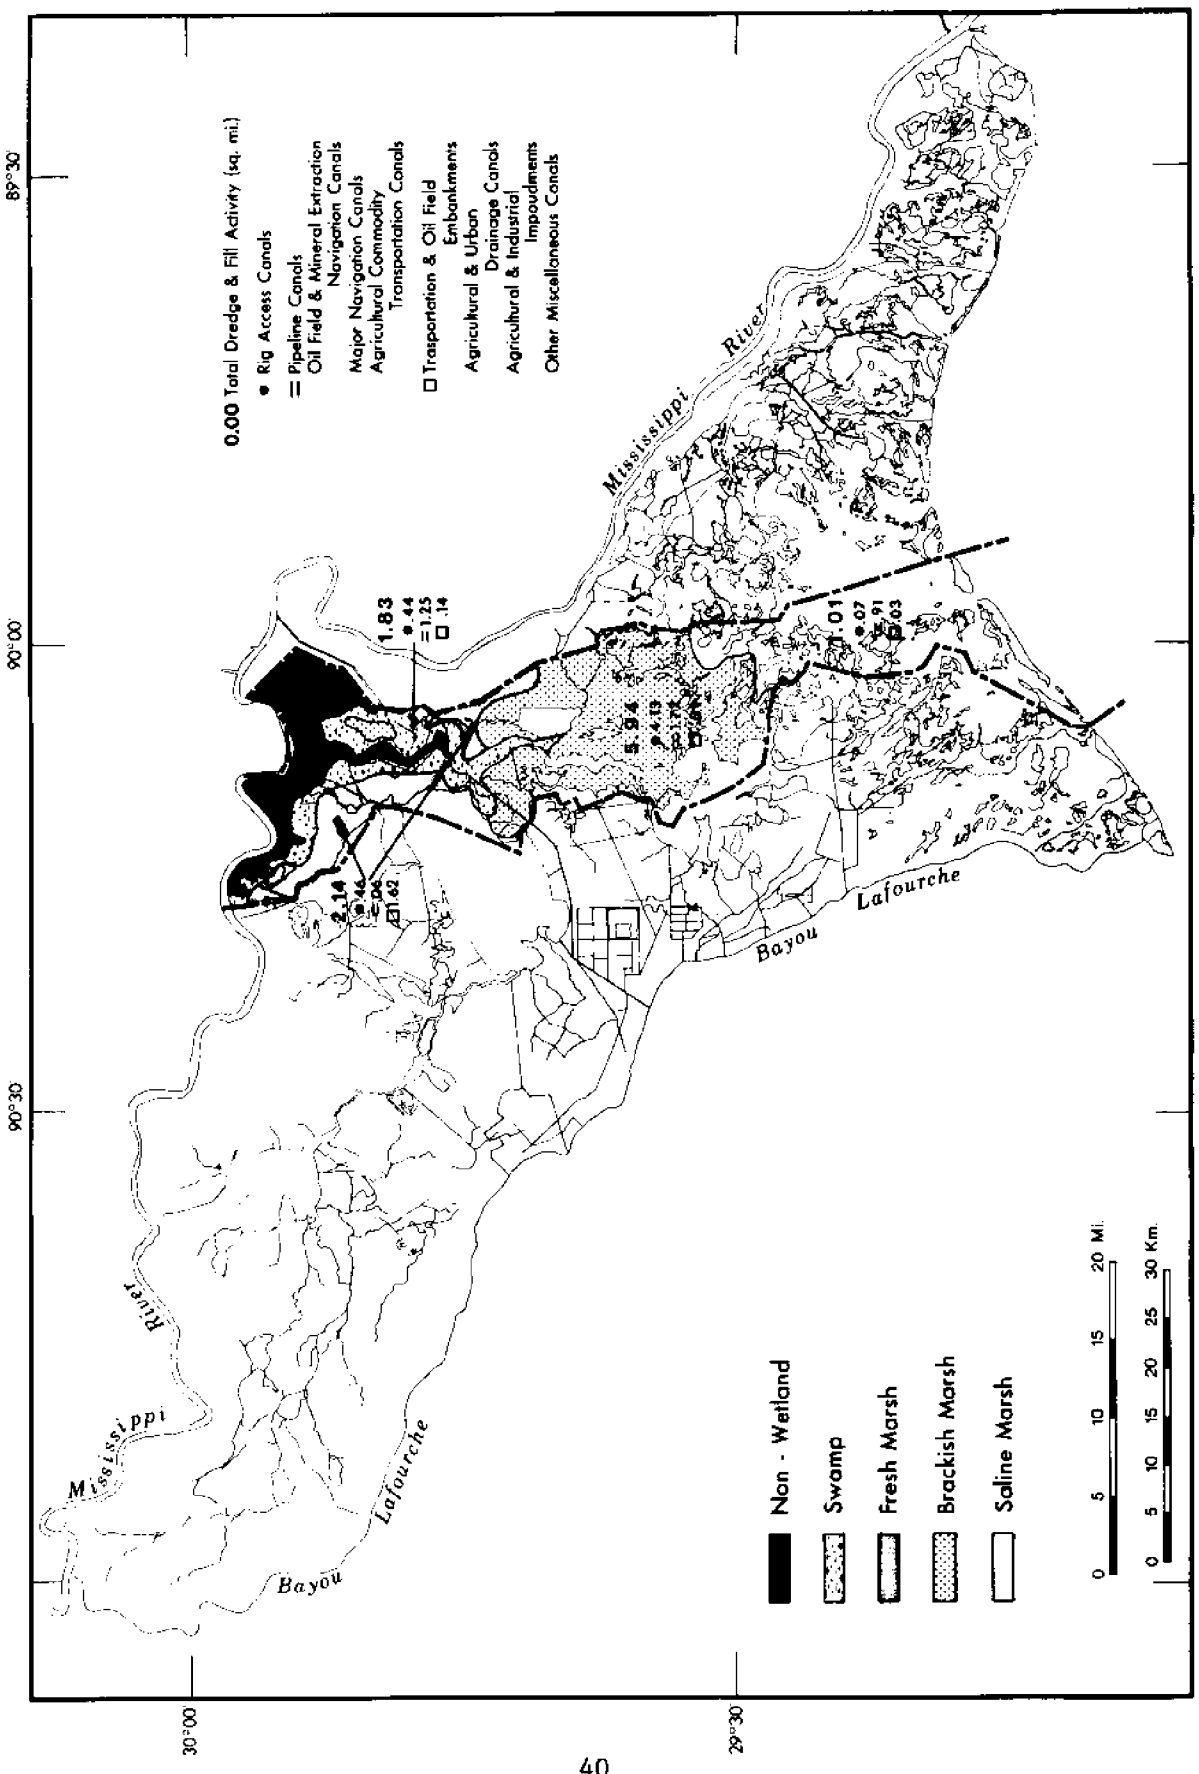 0.00 Total Dredge & Fill Activity (sq. mi.)
• Rig Access Canals
= Pipeline Canals
Oil Field & Mineral Extraction
Navigation Canals
Major Navigation Canals
Agricultural Commodity
Transportation Canals
□ Trasportation & Oil Field
Embankments
Agricultural & Urban
Drainage Canals
Agricultural & Industrial
Impoudments
Other Miscellaneous Canals
89°30'
90°00'
90°30'
30°00'
29°30'
Mississippi
River
Mississippi
River
Bayou
Lafourche
Bayou
Lafourche
1.83
• .44
= 1.25
□ .14
2.14
• .46
= .06
□ 1.62
5.94
• 4.13
1.01
• .07
= .91
□ .03
Non - Wetland
Swamp
Fresh Marsh
Brackish Marsh
Saline Marsh
0 5 10 15 20 Mi.
0 5 10 15 20 25 30 Km.
40